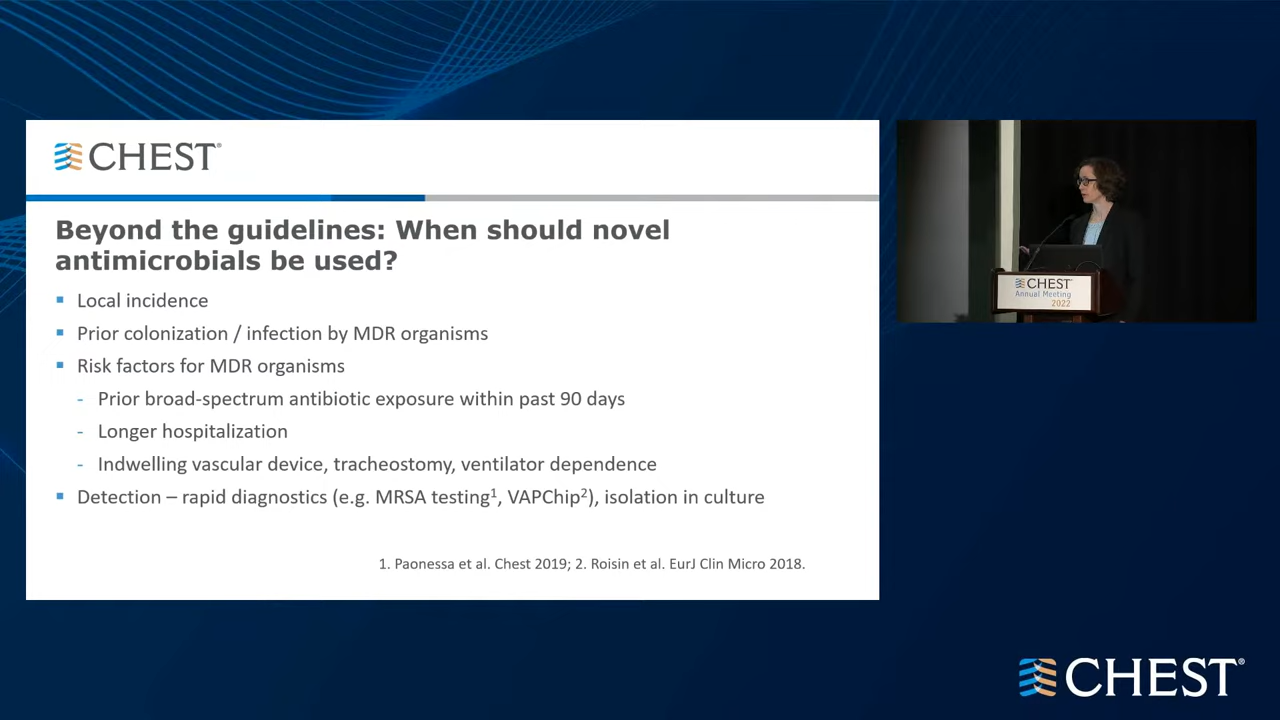 CHEST®
Beyond the guidelines: When should novel
antimicrobials be used?
▪ Local incidence
▪ Prior colonization / infection by MDR organisms
▪ Risk factors for MDR organisms
- Prior broad-spectrum antibiotic exposure within past 90 days
- Longer hospitalization
- Indwelling vascular device, tracheostomy, ventilator dependence
▪ Detection – rapid diagnostics (e.g. MRSA testing¹, VAPChip²), isolation in culture
1. Paonessa et al. Chest 2019; 2. Roisin et al. EurJ Clin Micro 2018.
CHEST
Annual Meeting
2022
CHEST®